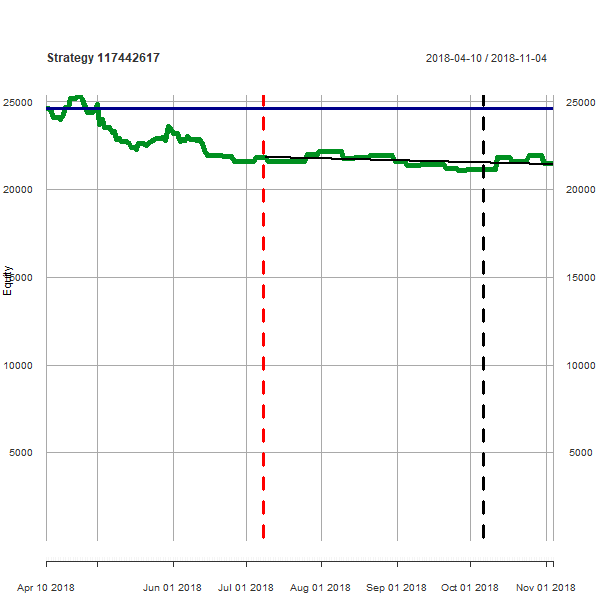 Strategy 117442617
2018-04-10 / 2018-11-04
25000
25000
20000
20000
15000
15000
10000
10000
5000
5000
Equity
Apr 10 2018
Jun 01 2018
Jul 01 2018
Aug 01 2018
Sep 01 2018
Oct 01 2018
Nov 01 2018